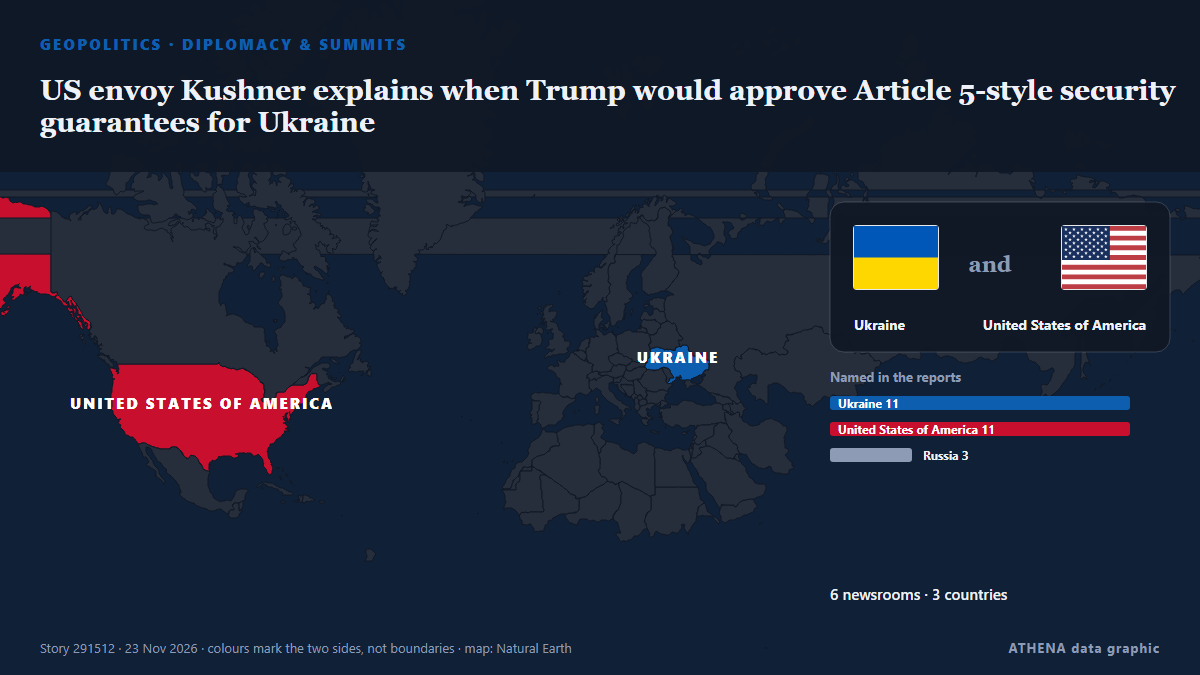 GEOPOLITICS · DIPLOMACY & SUMMITS
US envoy Kushner explains when Trump would approve Article 5-style security
guarantees for Ukraine
and
Ukraine
United States of America
UKRAINE
UNITED STATES OF AMERICA
Named in the reports
Ukraine 11
United States of America 11
Russia 3
6 newsrooms · 3 countries
Story 291512 · 23 Nov 2026 · colours mark the two sides, not boundaries · map: Natural Earth
ATHENA data graphic